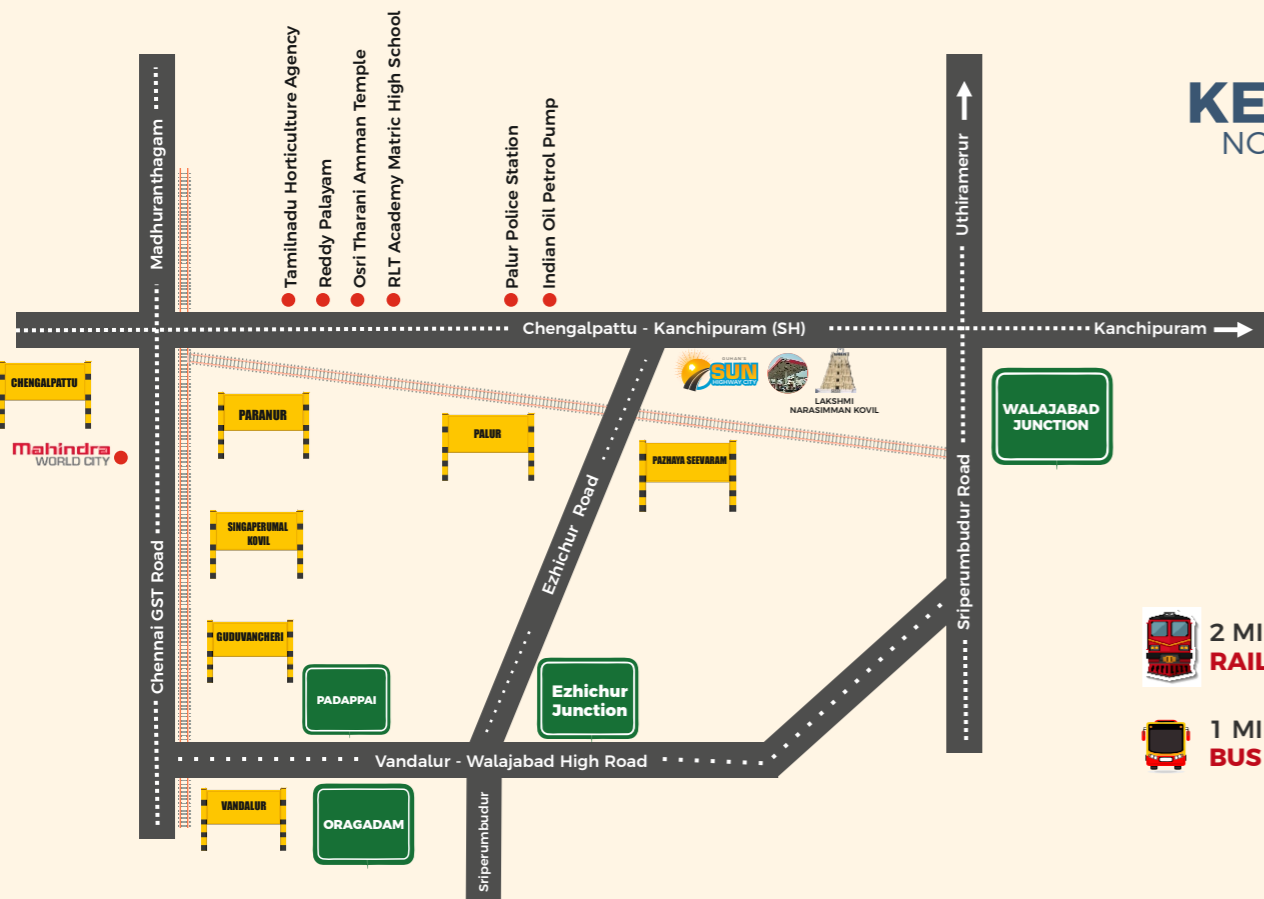 Tamilnadu Horticulture Agency
Reddy Palayam
Osri Tharani Amman Temple
RLT Academy Matric High School
Palur Police Station
Indian Oil Petrol Pump
Madhuranthagam
Uthiramerur
KE
NO
Chengalpattu - Kanchipuram (SH)
Kanchipuram
CHENGALPATTU
Mahindra
WORLD CITY
PARANUR
PALUR
SUN
HIGHWAY CITY
LAKSHMI
NARASIMMAN KOVIL
WALAJABAD
JUNCTION
PAZHAYA SEEVARAM
SINGAPERUMAL
KOVIL
Ezhichur Road
Chennai GST Road
Sriperumbudur Road
GUDUVANCHERI
PADAPPAI
Ezhichur
Junction
2 MI
RAIL
1 MI
BUS
Vandalur - Walajabad High Road
VANDALUR
ORAGADAM
Sriperumbudur